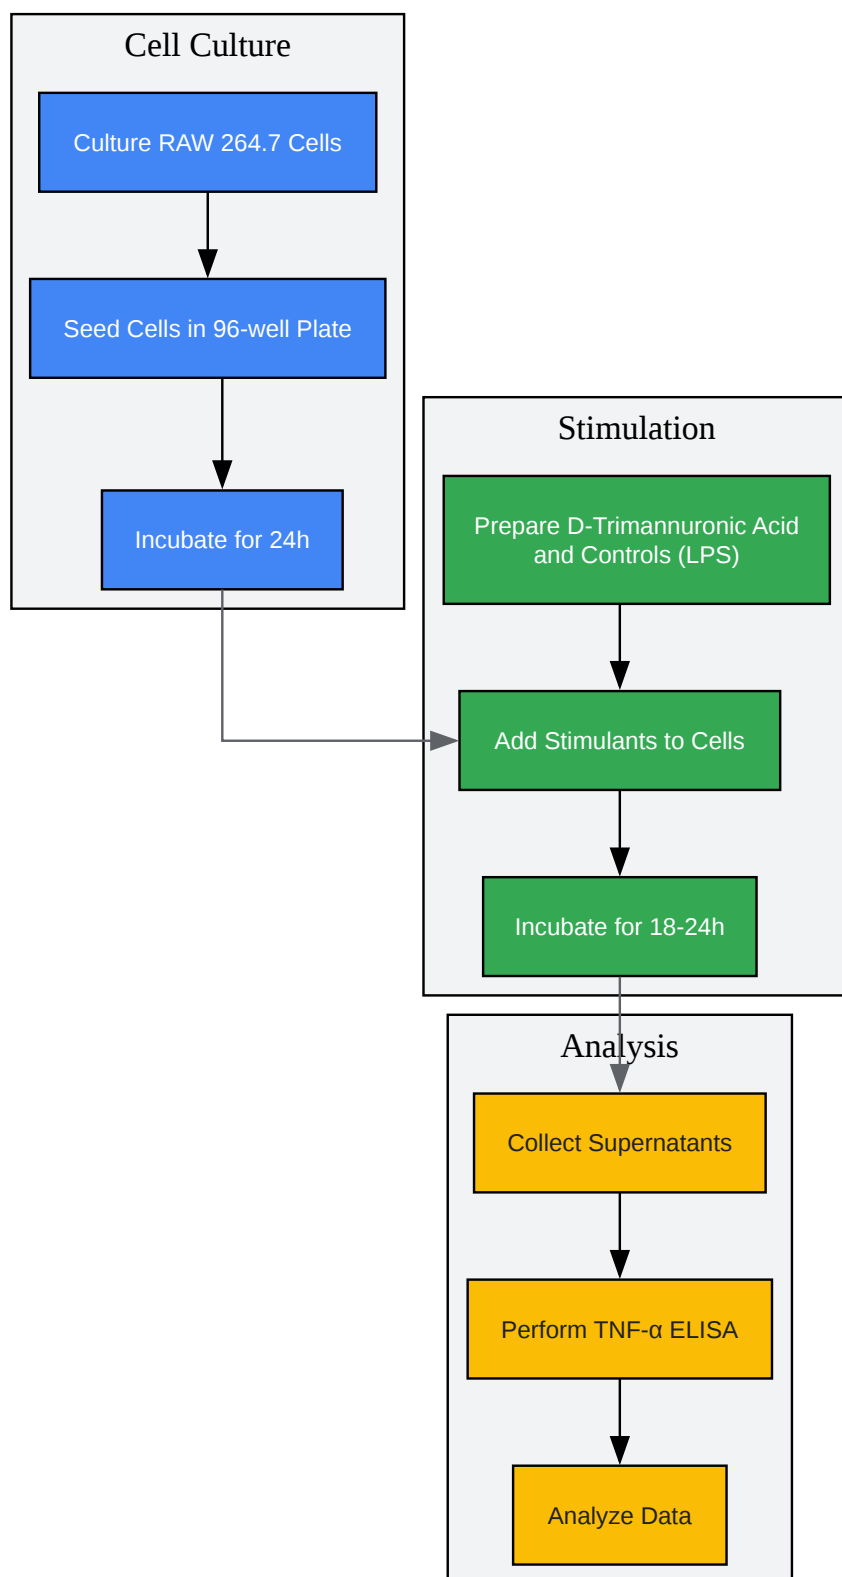 Cell Culture
Culture RAW 264.7 Cells
Seed Cells in 96-well Plate
Incubate for 24h
Stimulation
Prepare D-Trimannuronic Acid
and Controls (LPS)
Add Stimulants to Cells
Incubate for 18-24h
Analysis
Collect Supernatants
Perform TNF-α ELISA
Analyze Data